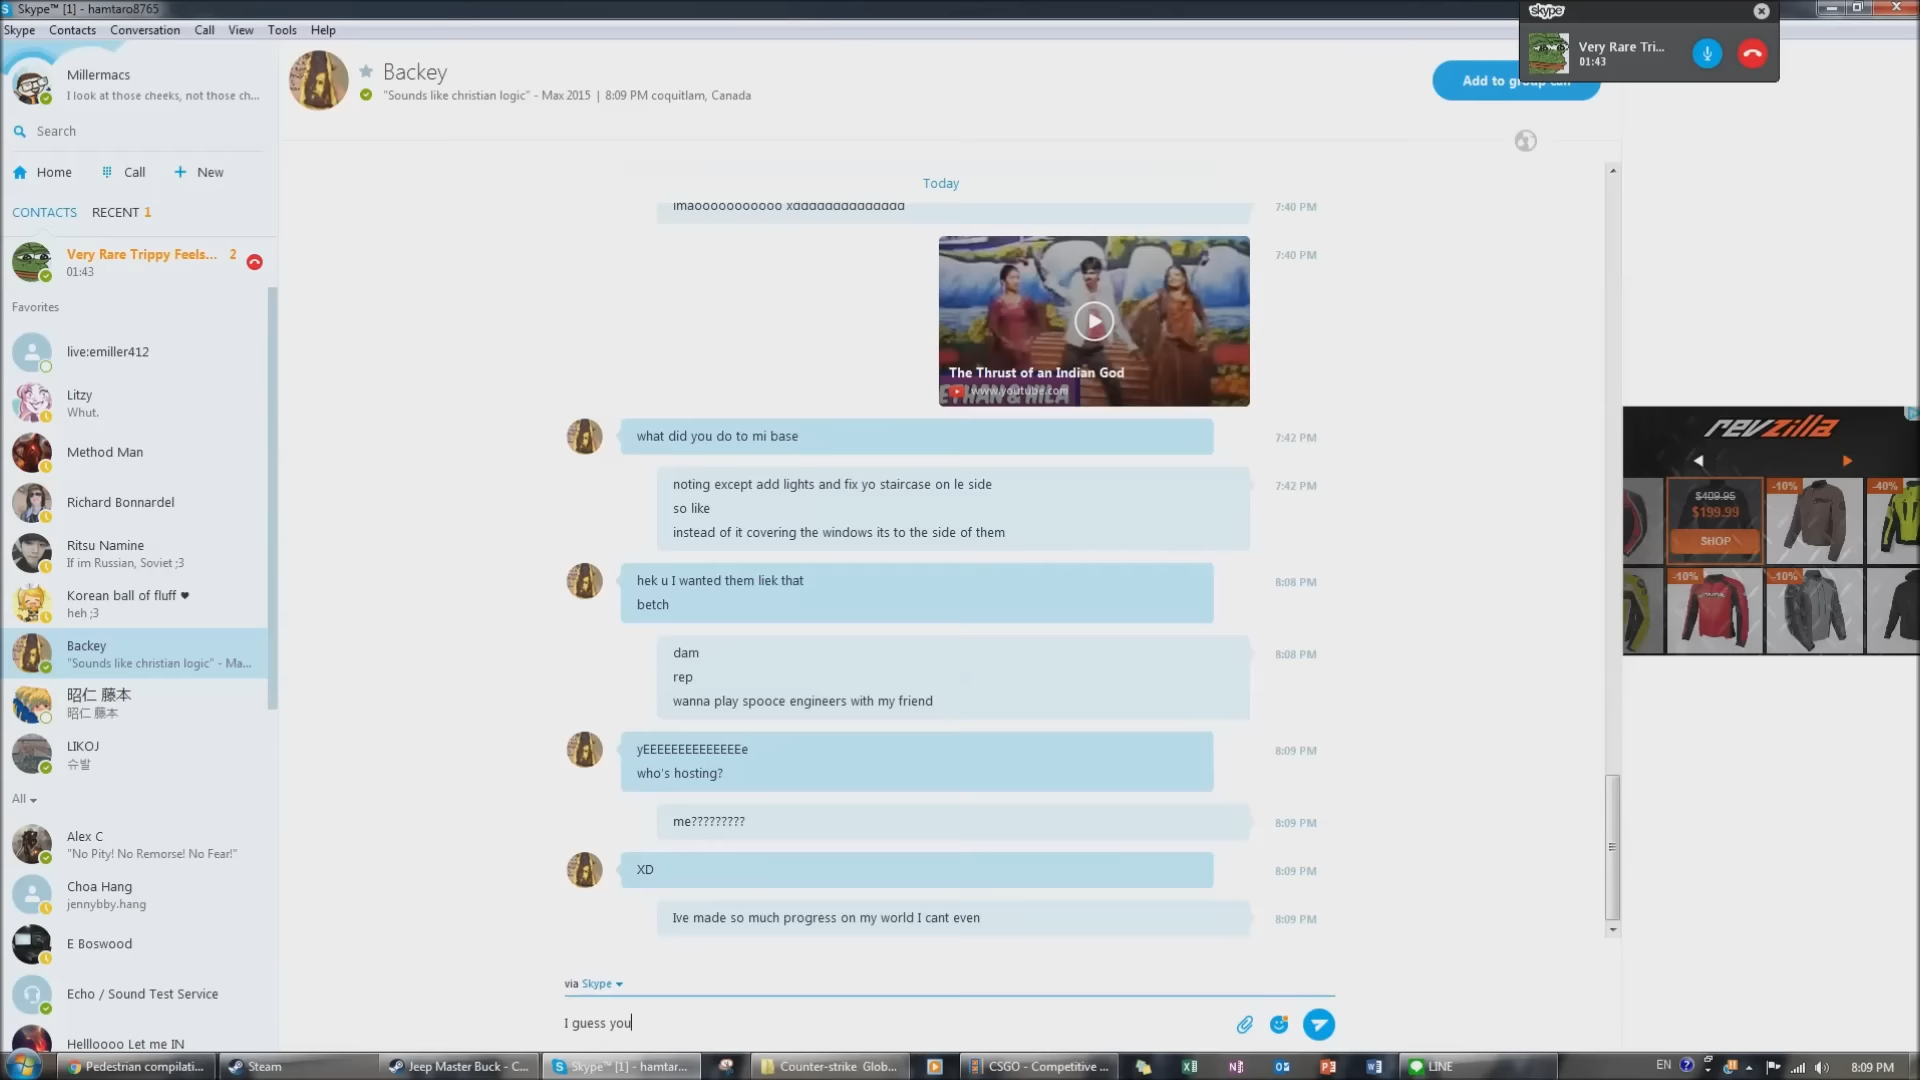 Skype™ [1] - hamtaro8765
Skype Contacts Conversation Call View Tools Help
skype
Very Rare Tri...
01:43
Millermacs
I look at those cheeks, not those ch...
Backey
"Sounds like christian logic" - Max 2015 | 8:09 PM coquitlam, Canada
Add to group call
Search
Home Call New
CONTACTS RECENT 1
Very Rare Trippy Feels... 2
01:43
Favorites
live:emiller412
Litzy
Whut.
Method Man
Richard Bonnardel
Ritsu Namine
If im Russian, Soviet ;3
Korean ball of fluff ♥
heh ;3
Backey
"Sounds like christian logic" - Ma...
昭仁 藤本
昭仁 藤本
LIKOJ
슈발
All
Alex C
"No Pity! No Remorse! No Fear!"
Choa Hang
jennybby.hang
E Boswood
Echo / Sound Test Service
Hellloooo Let me IN
Today
7:40 PM
7:40 PM
The Thrust of an Indian God
www.youtube.com
ETHAN & HILA
what did you do to mi base
7:42 PM
noting except add lights and fix yo staircase on le side
7:42 PM
so like
instead of it covering the windows its to the side of them
hek u I wanted them liek that
8:08 PM
betch
dam
8:08 PM
rep
wanna play spooce engineers with my friend
yEEEEEEEEEEEEEEe
8:09 PM
who's hosting?
me?????????
8:09 PM
XD
8:09 PM
Ive made so much progress on my world I cant even
8:09 PM
via Skype
I guess you
revzilla
$409.95
$199.99
SHOP
-10%
-40%
-10%
-10%
Pedestrian compilati...
Steam
Jeep Master Buck - C...
Skype™ [1] - hamtar...
Counter-strike Glob...
CSGO - Competitive ...
LINE
EN
8:09 PM